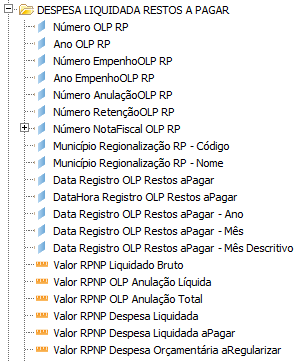 DESPESA LIQUIDADA RESTOS A PAGAR
Número OLP RP
Ano OLP RP
Número EmpenhoOLP RP
Ano EmpenhoOLP RP
Número AnulaçãoOLP RP
Número RetençãoOLP RP
Número NotaFiscal OLP RP
Município Regionalização RP - Código
Município Regionalização RP - Nome
Data Registro OLP Restos aPagar
DataHora Registro OLP Restos aPagar
Data Registro OLP Restos aPagar - Ano
Data Registro OLP Restos aPagar - Mês
Data Registro OLP Restos aPagar - Mês Descritivo
Valor RPNP Liquidado Bruto
Valor RPNP OLP Anulação Líquida
Valor RPNP OLP Anulação Total
Valor RPNP Despesa Liquidada
Valor RPNP Despesa Liquidada aPagar
Valor RPNP Despesa Orçamentária aRegularizar